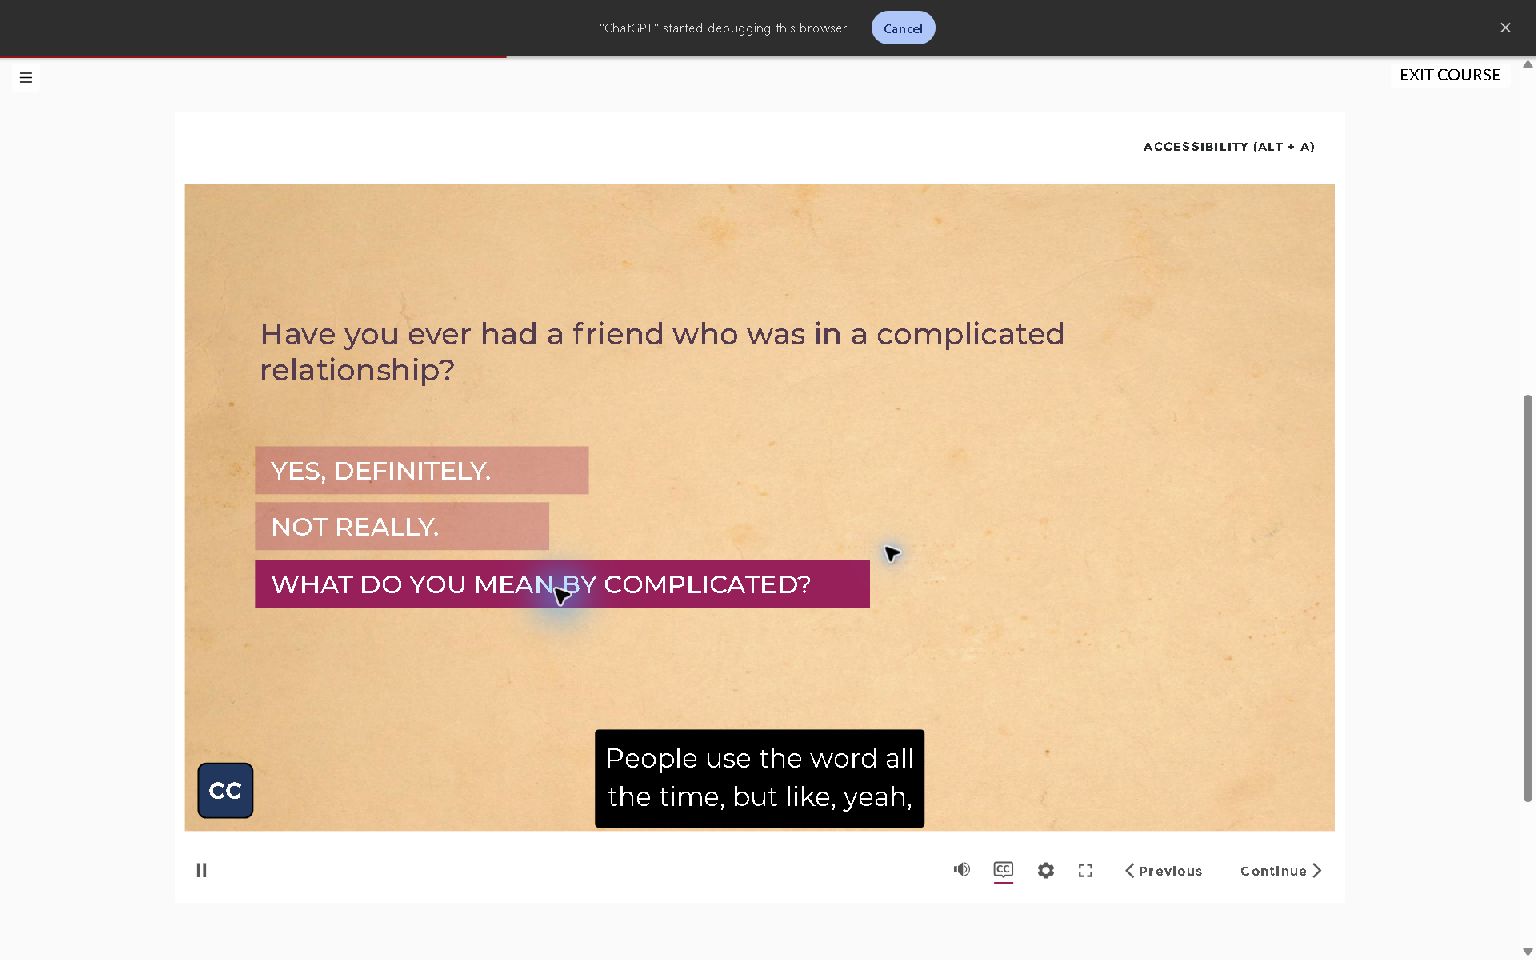 "ChatGPT" started debugging this browser
Cancel
EXIT COURSE
ACCESSIBILITY (ALT + A)
Have you ever had a friend who was in a complicated
relationship?
YES, DEFINITELY.
NOT REALLY.
WHAT DO YOU MEAN BY COMPLICATED?
People use the word all
the time, but like, yeah,
CC
CC
Previous
Continue